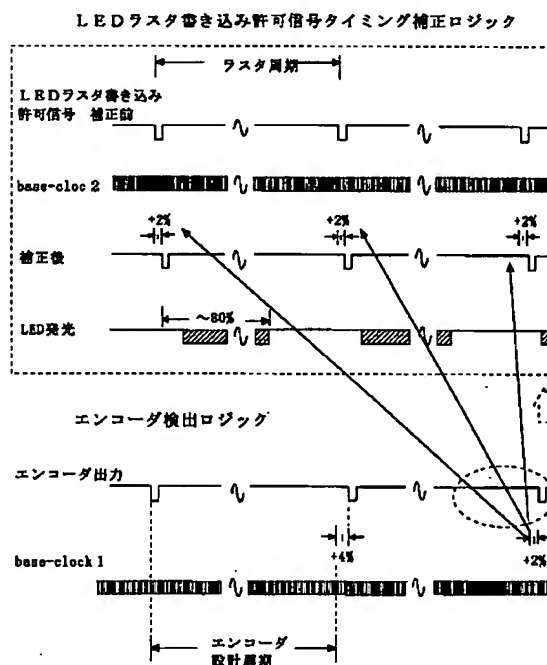 LEDラスタ書き込み許可信号タイミング補正ロジック
ラスタ周期
LEDラスタ書き込み
許可信号 補正前
base-cloc2
+2%
+2%
+2%
補正後
~80%
LED発光
エンコーダ検出ロジック
エンコーダ出力
+4%
+2%
base-clock1
エンコーダ
設計周期